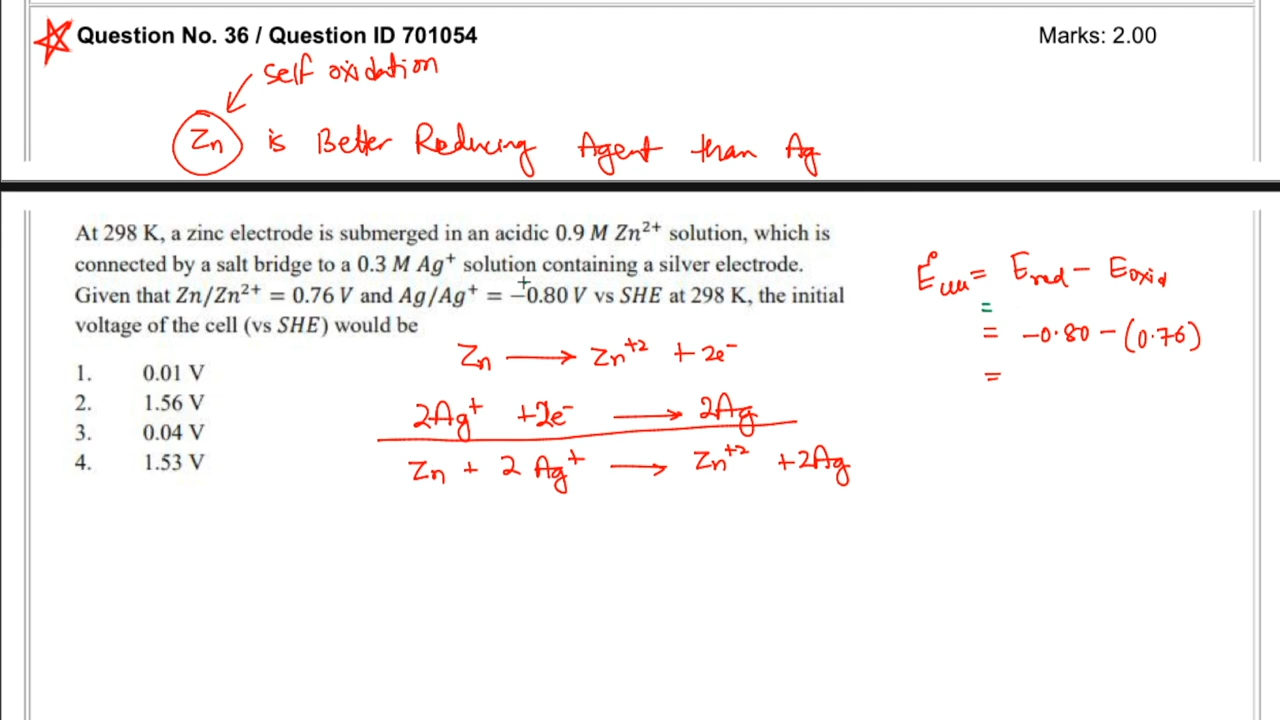 Question No. 36 / Question ID 701054 Marks: 2.00
self oxidation
Zn is Better Reducing Agent than Ag
At 298 K, a zinc electrode is submerged in an acidic 0.9 M Zn²⁺ solution, which is
connected by a salt bridge to a 0.3 M Ag⁺ solution containing a silver electrode.
Given that Zn/Zn²⁺ = 0.76 V and Ag/Ag⁺ = −0.80 V vs SHE at 298 K, the initial
+
voltage of the cell (vs SHE) would be
1. 0.01 V
2. 1.56 V
3. 0.04 V
4. 1.53 V
Zn → Zn⁺² + 2e⁻
2Ag⁺ + 2e⁻ → 2Ag
Zn + 2Ag⁺ → Zn⁺² + 2Ag
E°cell = Ered − Eoxid
=
= −0.80 − (0.76)
=